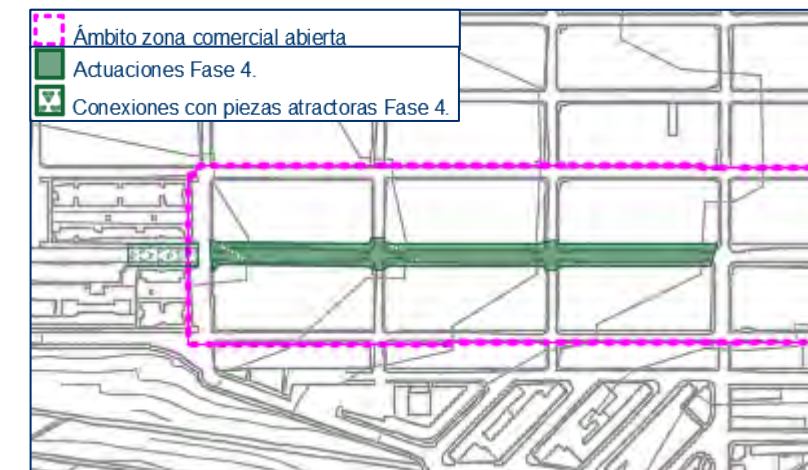 Ámbito zona comercial abierta
Actuaciones Fase 4.
Conexiones con piezas atractoras Fase 4.